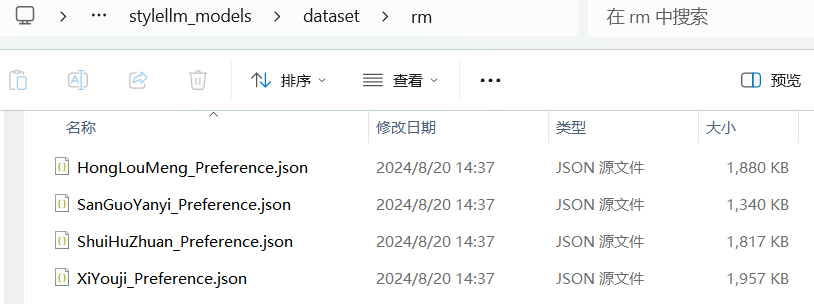 stylellm_models dataset rm 在 rm 中搜索
排序 查看 预览
名称 修改日期 类型 大小
HongLouMeng_Preference.json 2024/8/20 14:37 JSON 源文件 1,880 KB
SanGuoYanyi_Preference.json 2024/8/20 14:37 JSON 源文件 1,340 KB
ShuiHuZhuan_Preference.json 2024/8/20 14:37 JSON 源文件 1,817 KB
XiYouji_Preference.json 2024/8/20 14:37 JSON 源文件 1,957 KB